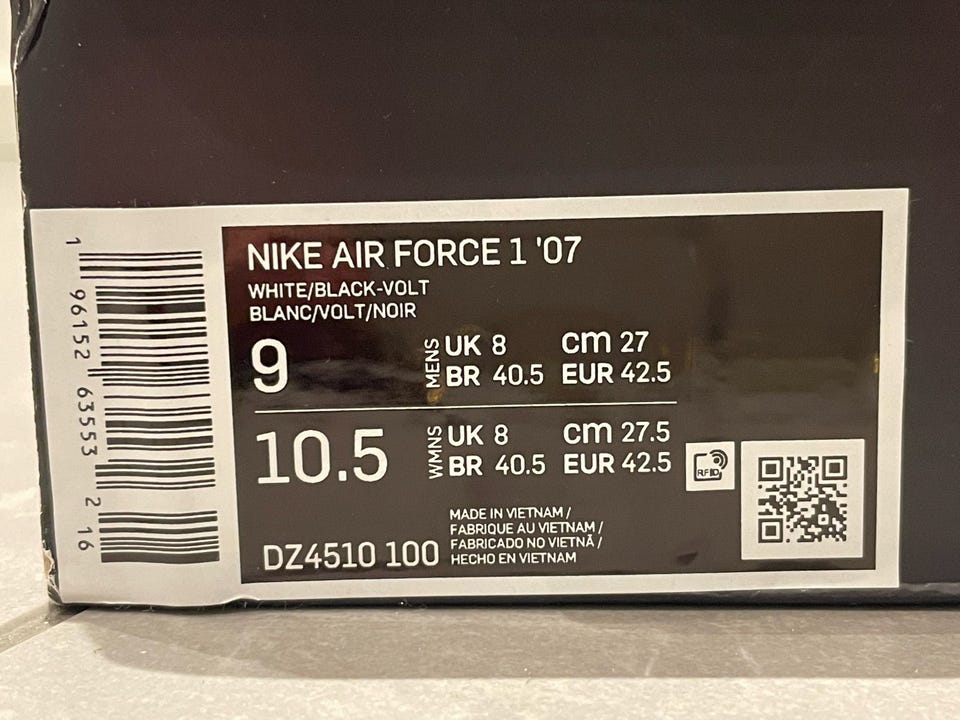 1
96152 63553 2 16
NIKE AIR FORCE 1 '07
WHITE/BLACK-VOLT
BLANC/VOLT/NOIR
9 MENS UK 8 cm 27
BR 40.5 EUR 42.5
10.5 WMNS UK 8 cm 27.5
BR 40.5 EUR 42.5
RFID
MADE IN VIETNAM /
FABRIQUE AU VIETNAM /
FABRICADO NO VIETNÃ /
DZ4510 100 HECHO EN VIETNAM